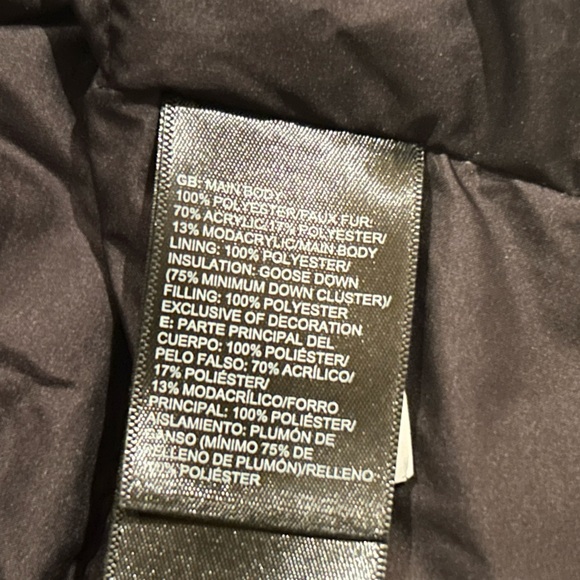 GB: MAIN BODY:
100% POLYESTER/FAUX FUR:
70% ACRYLIC/17% POLYESTER/
13% MODACRYLIC/MAIN BODY
LINING: 100% POLYESTER/
INSULATION: GOOSE DOWN
(75% MINIMUM DOWN CLUSTER)/
FILLING: 100% POLYESTER
EXCLUSIVE OF DECORATION
E: PARTE PRINCIPAL DEL
CUERPO: 100% POLIÉSTER/
PELO FALSO: 70% ACRÍLICO/
17% POLIÉSTER/
13% MODACRÍLICO/FORRO
PRINCIPAL: 100% POLIÉSTER/
AISLAMIENTO: PLUMÓN DE
GANSO (MÍNIMO 75% DE
RELLENO DE PLUMÓN)/RELLENO:
POLIÉSTER